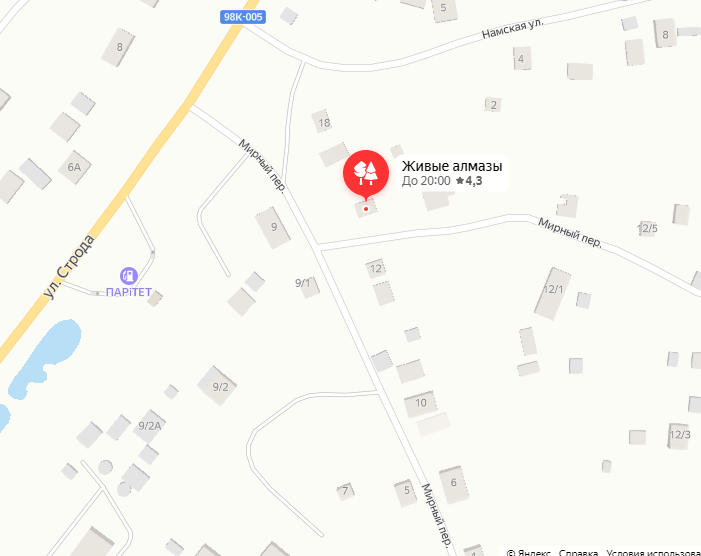 5
98К-005
Намская ул.
8
8
4
2
18
Мирный пер.
Живые алмазы
До 20:00 ★4,3
6А
9
Мирный пер.
12/5
ул. Строда
12
ПАРіТЕТ
9/1
12/1
9/2
10
9/2А
12/3
6
7
5
Мирный пер.
4
© Яндекс Справка Условия использова